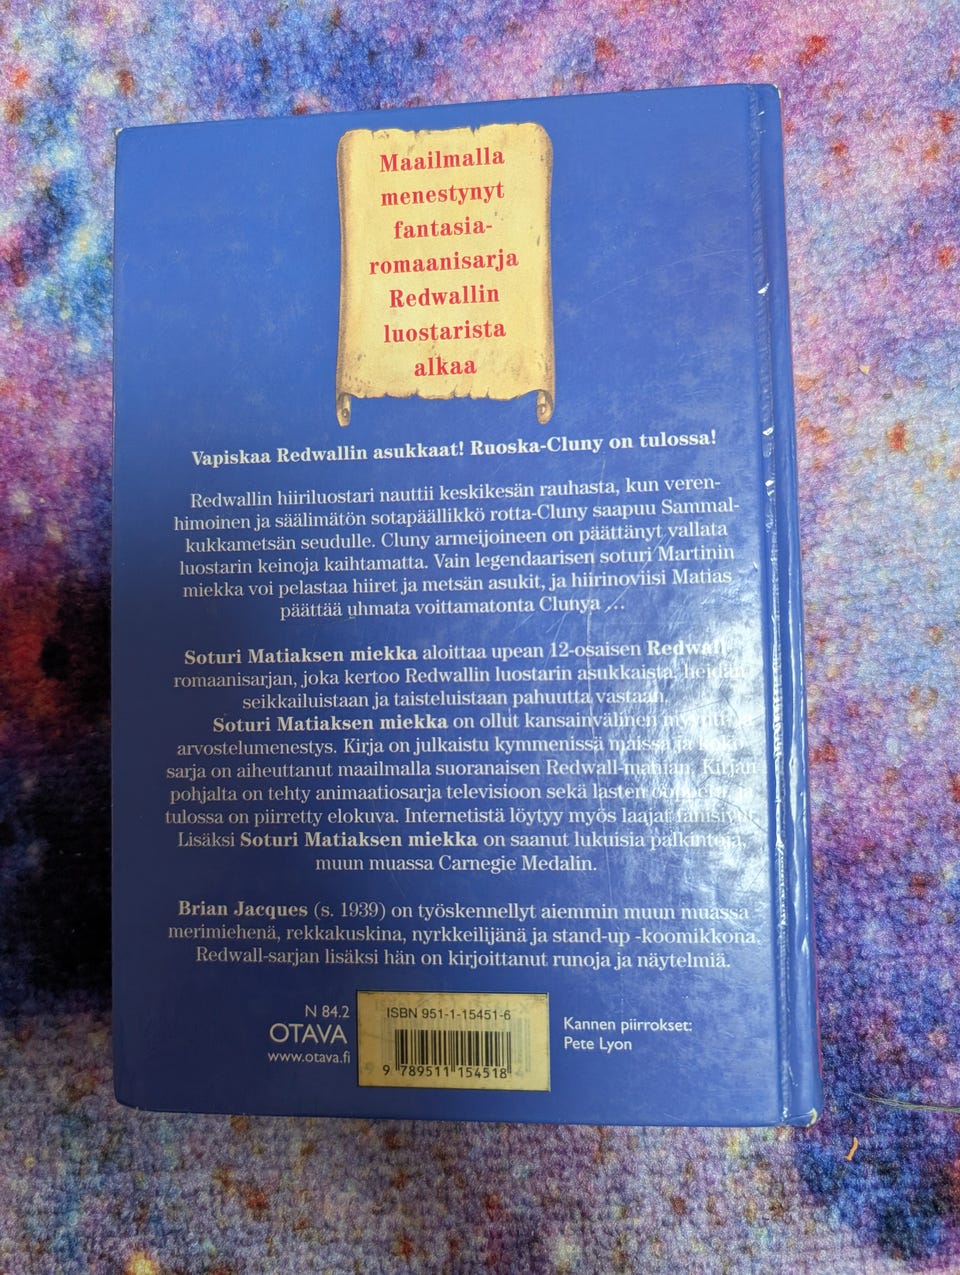 Maailmalla
menestynyt
fantasia-
romaanisarja
Redwallin
luostarista
alkaa
Vapiskaa Redwallin asukkaat! Ruoska-Cluny on tulossa!
Redwallin hiiriluostari nauttii keskikesän rauhasta, kun veren-
himoinen ja säälimätön sotapäällikkö rotta-Cluny saapuu Sammal-
kukkametsän seudulle. Cluny armeijoineen on päättänyt vallata
luostarin keinoja kaihtamatta. Vain legendaarisen soturi Martinin
miekka voi pelastaa hiiret ja metsän asukit, ja hiirinoviisi Matias
päättää uhmata voittamatonta Clunya ...
Soturi Matiaksen miekka aloittaa upean 12-osaisen Redwall-
romaanisarjan, joka kertoo Redwallin luostarin asukkaista, heidän
seikkailuistaan ja taisteluistaan pahuutta vastaan.
Soturi Matiaksen miekka on ollut kansainvälinen myynti- ja
arvostelumenestys. Kirja on julkaistu kymmenissä maissa ja koko
sarja on aiheuttanut maailmalla suoranaisen Redwall-manian. Kirjan
pohjalta on tehty animaatiosarja televisioon sekä lasten ooppera, ja
tulossa on piirretty elokuva. Internetistä löytyy myös laajat fanisivut.
Lisäksi Soturi Matiaksen miekka on saanut lukuisia palkintoja,
muun muassa Carnegie Medalin.
Brian Jacques (s. 1939) on työskennellyt aiemmin muun muassa
merimiehenä, rekkakuskina, nyrkkeilijänä ja stand-up -koomikkona.
Redwall-sarjan lisäksi hän on kirjoittanut runoja ja näytelmiä.
N 84.2
OTAVA
www.otava.fi
ISBN 951-1-15451-6
9 789511 154518
Kannen piirrokset:
Pete Lyon